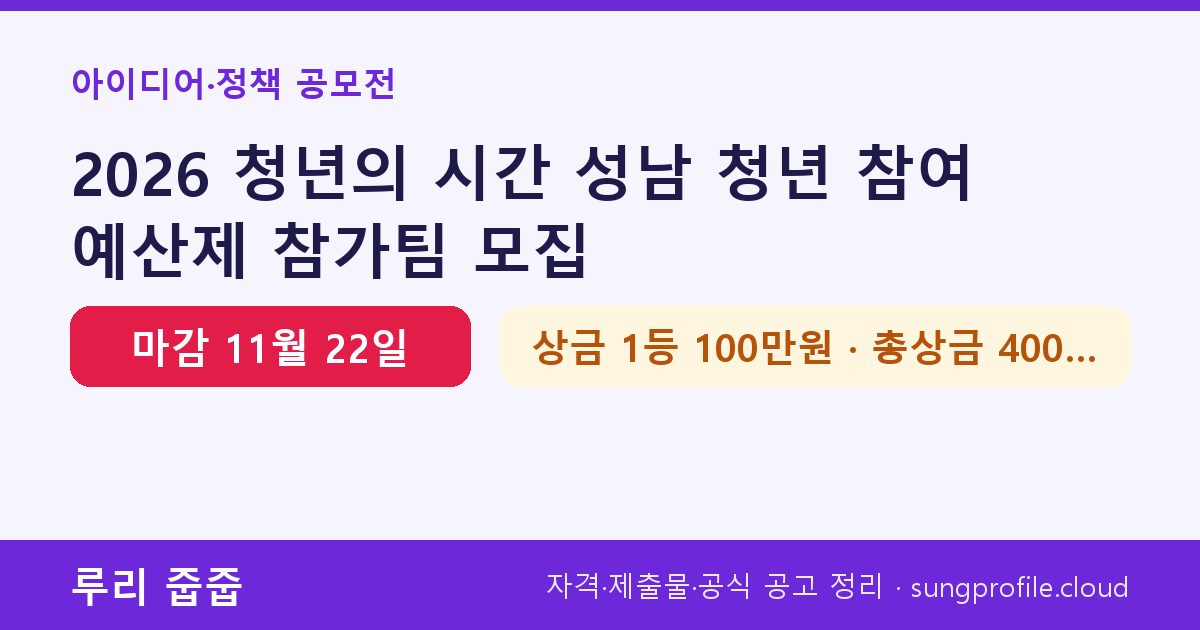 아이디어·정책 공모전
2026 청년의 시간 성남 청년 참여
예산제 참가팀 모집
마감 11월 22일
상금 1등 100만원 · 총상금 400...
루리 줍줍
자격·제출물·공식 공고 정리 · sungprofile.cloud